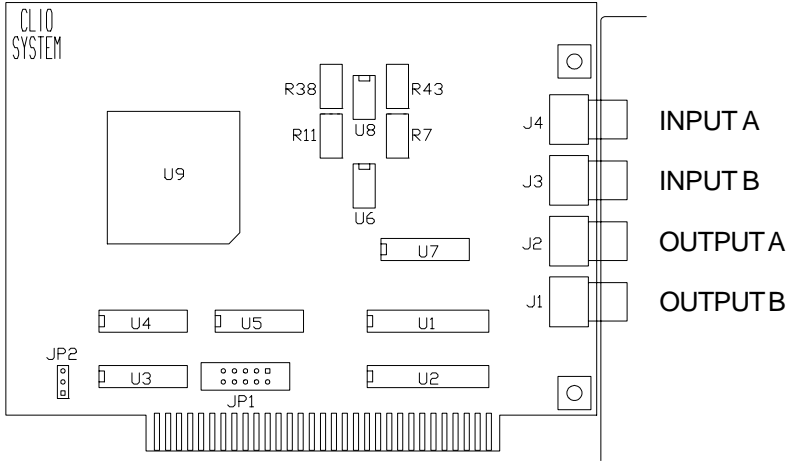 CLIO
SYSTEM
R38
R43
U8
R11
R7
J4
INPUT A
U9
J3
INPUT B
U6
J2
OUTPUT A
U7
J1
OUTPUT B
U4
U5
U1
JP2
U3
U2
JP1